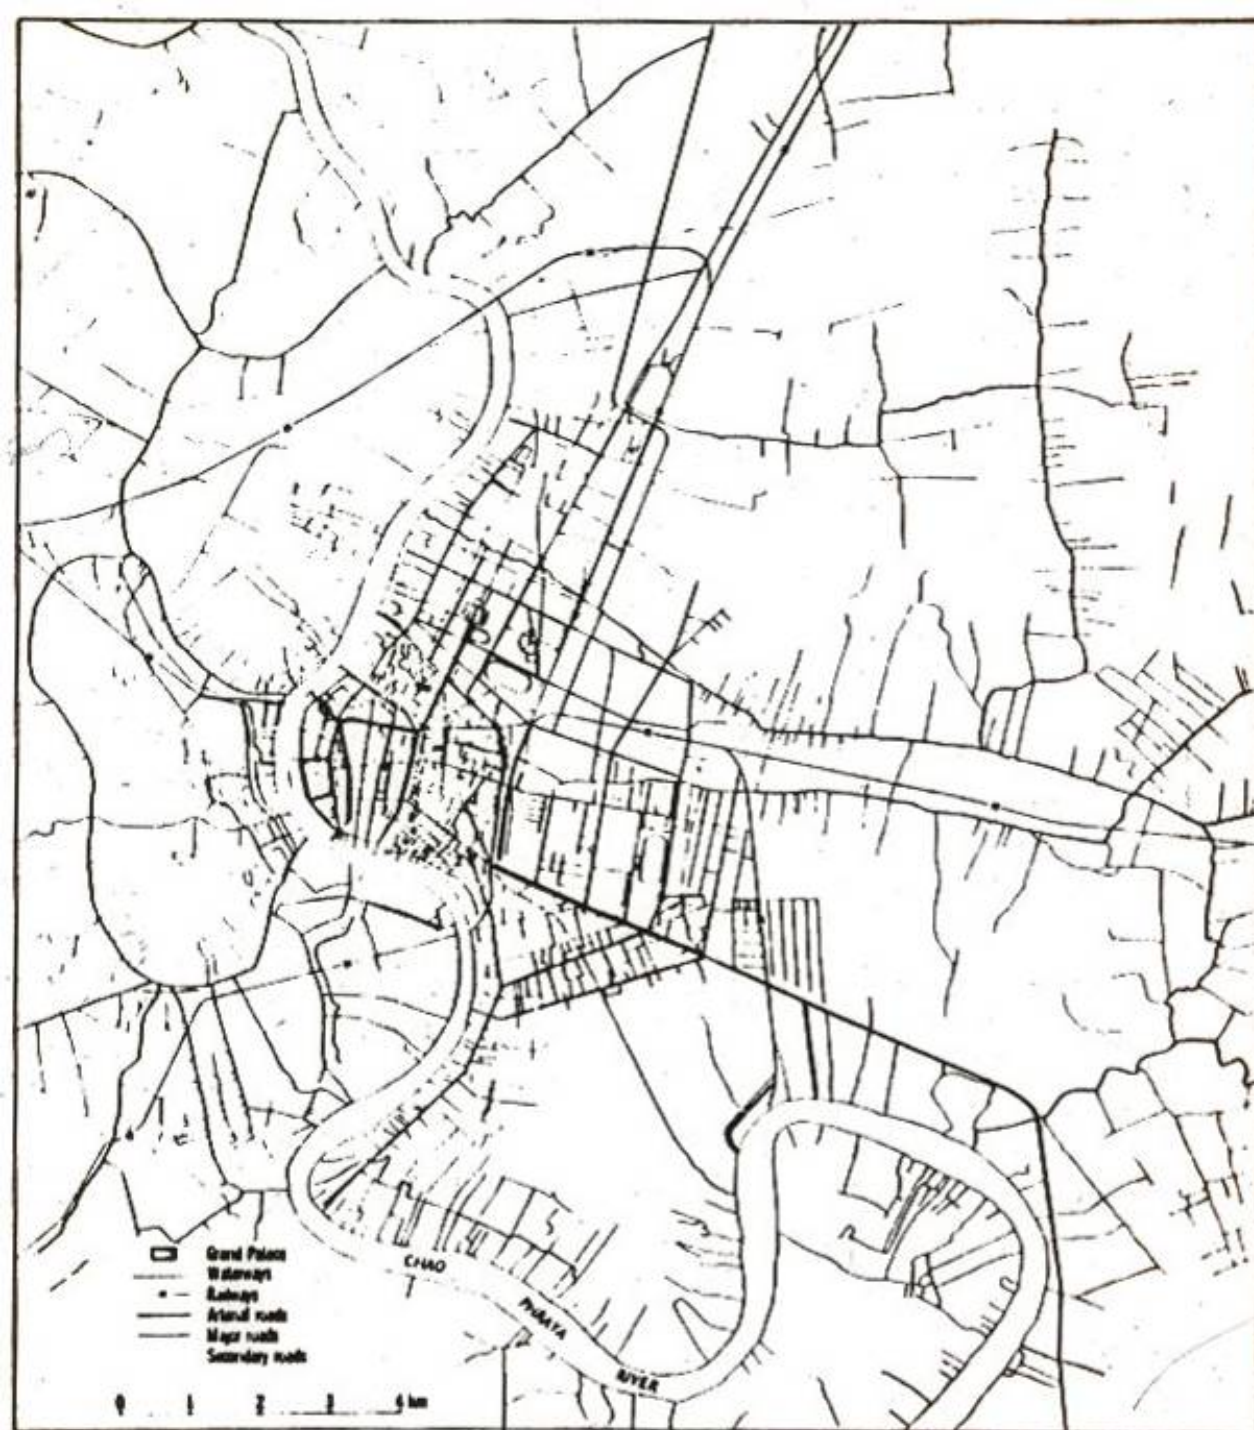 Grand Palace
Waterways
Railways
Arterial roads
Major roads
Secondary roads
0 1 2 3 4 km
CHAO
PHRAYA
RIVER